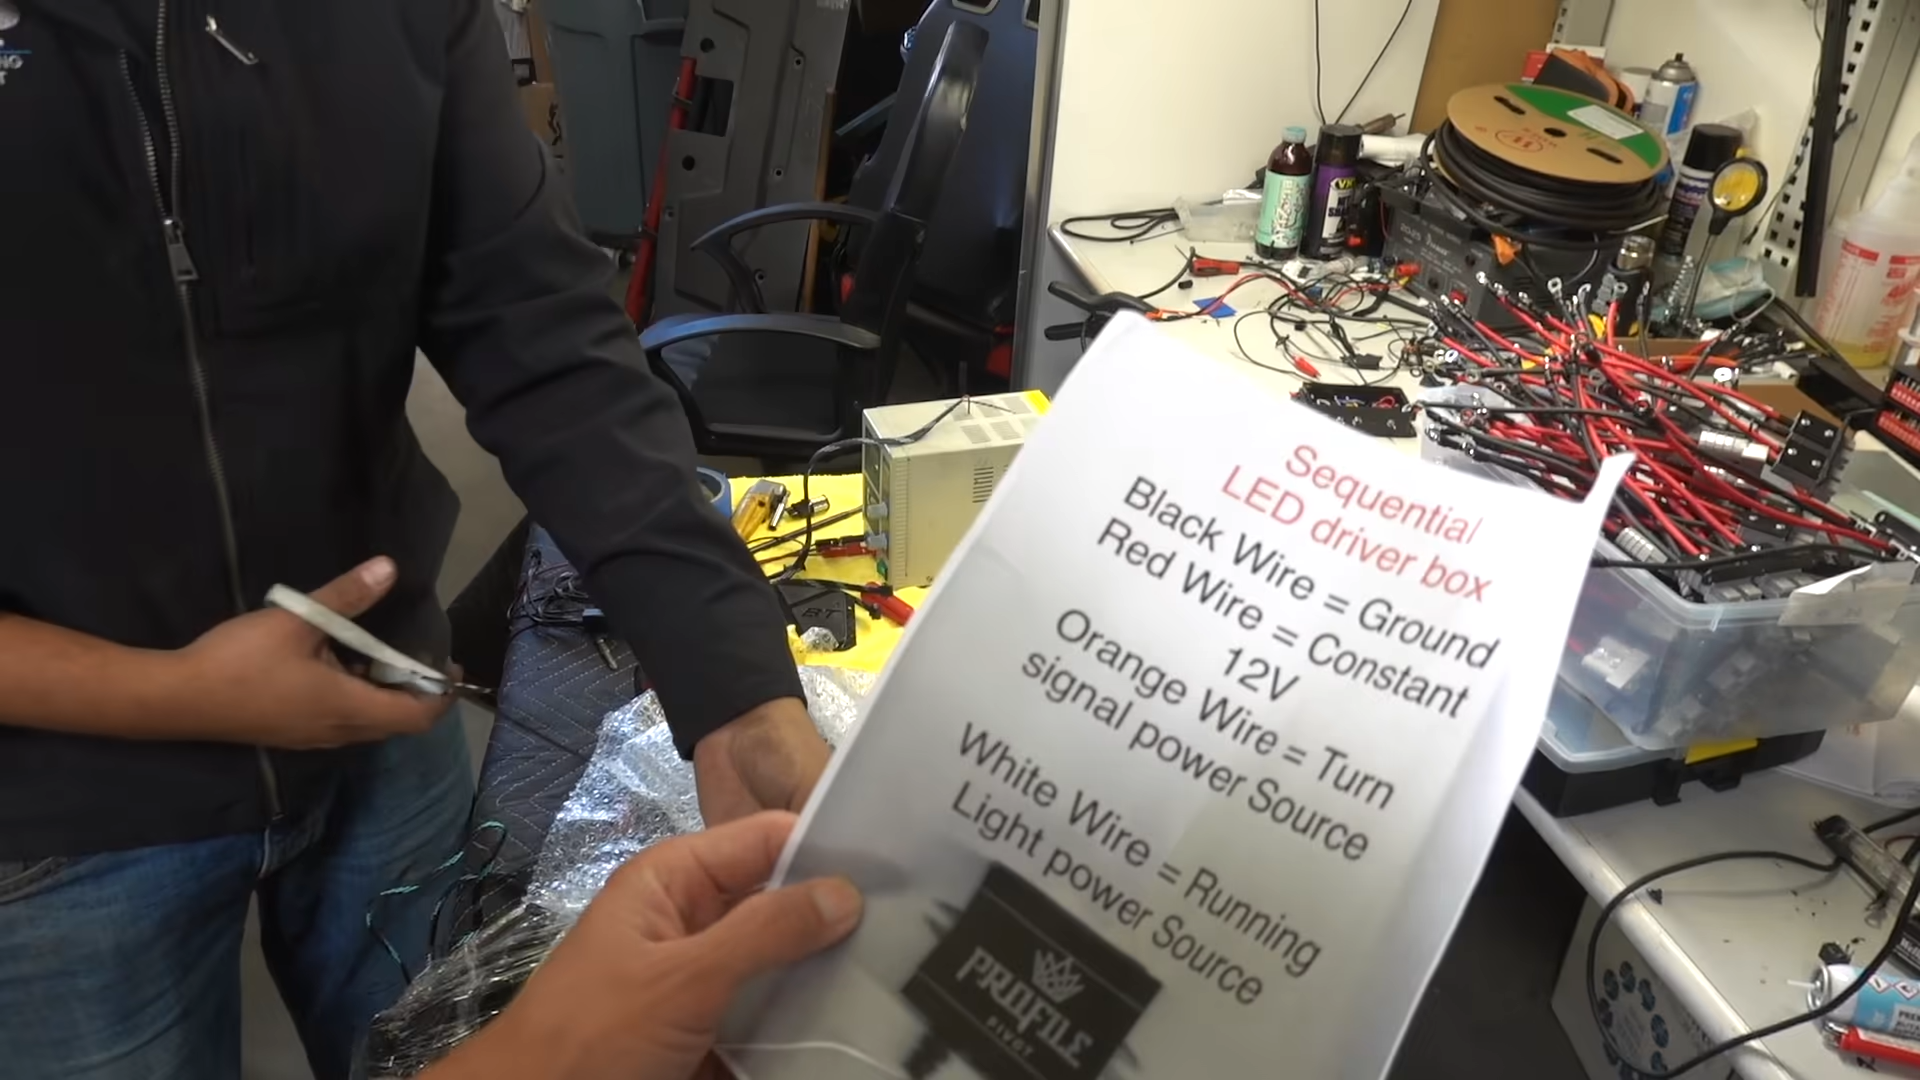 Sequential
LED driver box
Black Wire = Ground
Red Wire = Constant
12V
Orange Wire = Turn
signal power Source
White Wire = Running
Light power Source
PROFILE
PIVOT